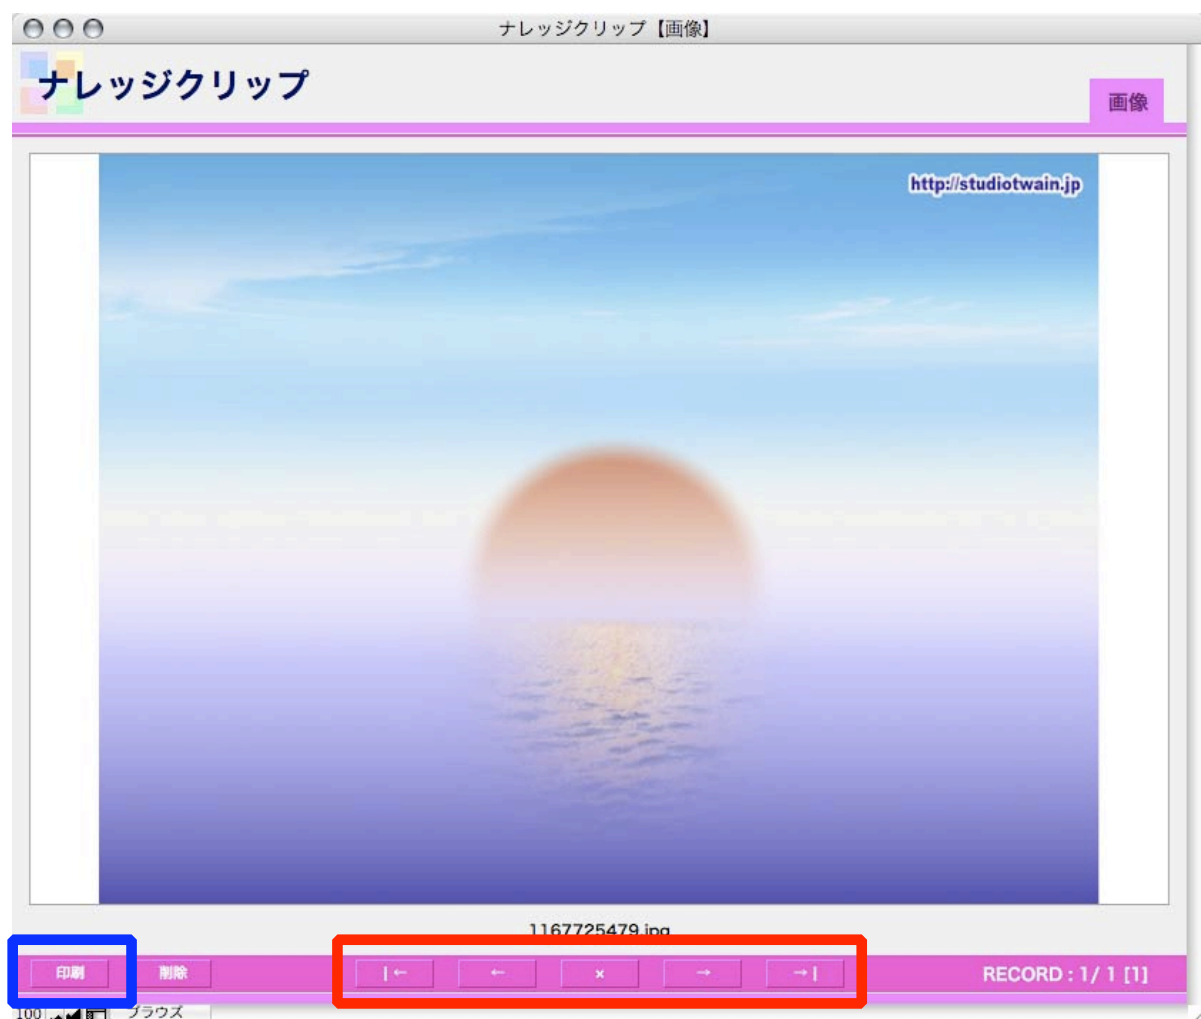 ナレッジクリップ【画像】
ナレッジクリップ
画像
http://studiotwain.jp
1167725479.jpg
印刷 削除 |← ← × → →| RECORD : 1/ 1 [1]
100 ブラウズ